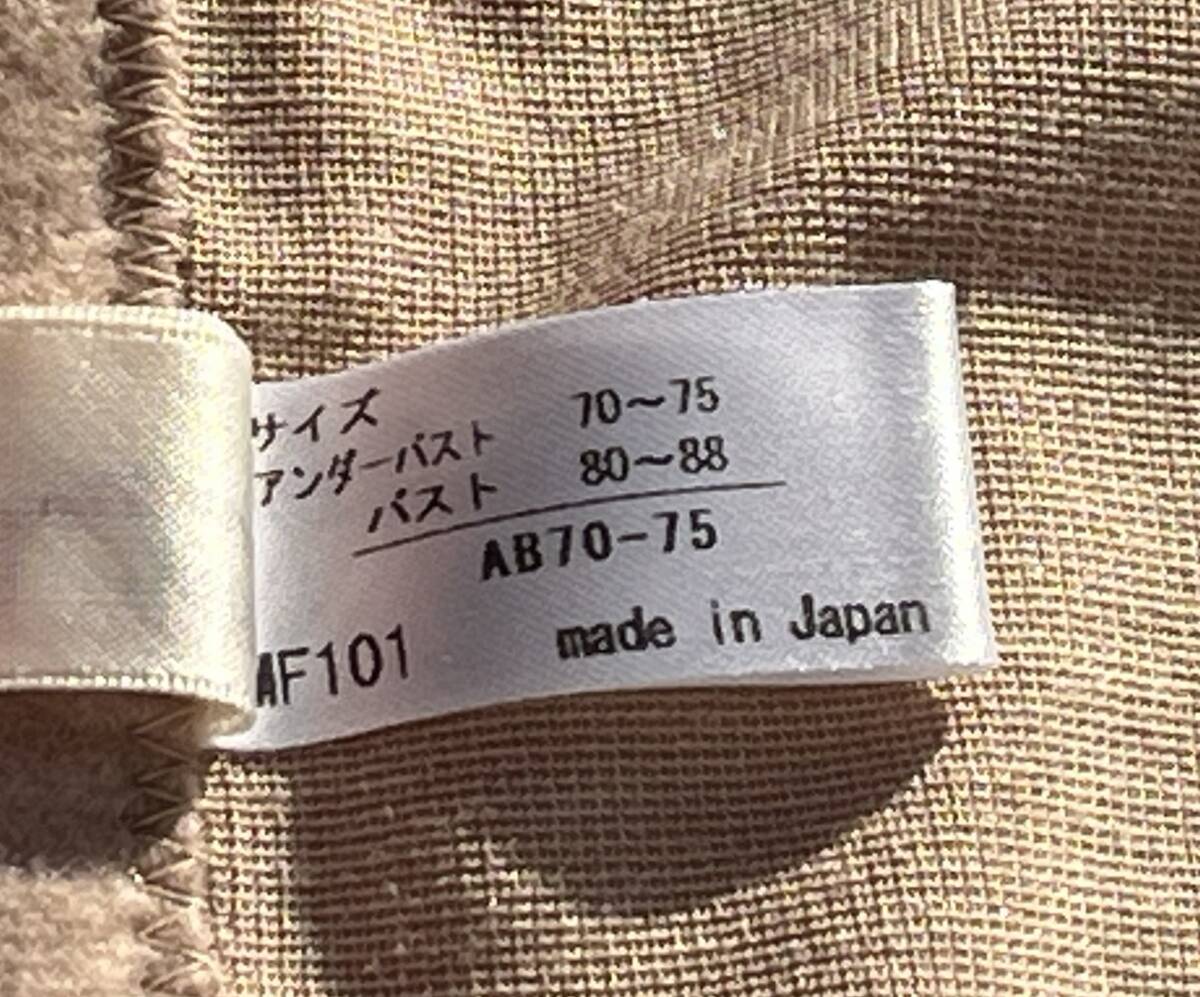 サイズ
アンダーバスト 70～75
バスト 80～88
AB70-75
MF101 made in Japan